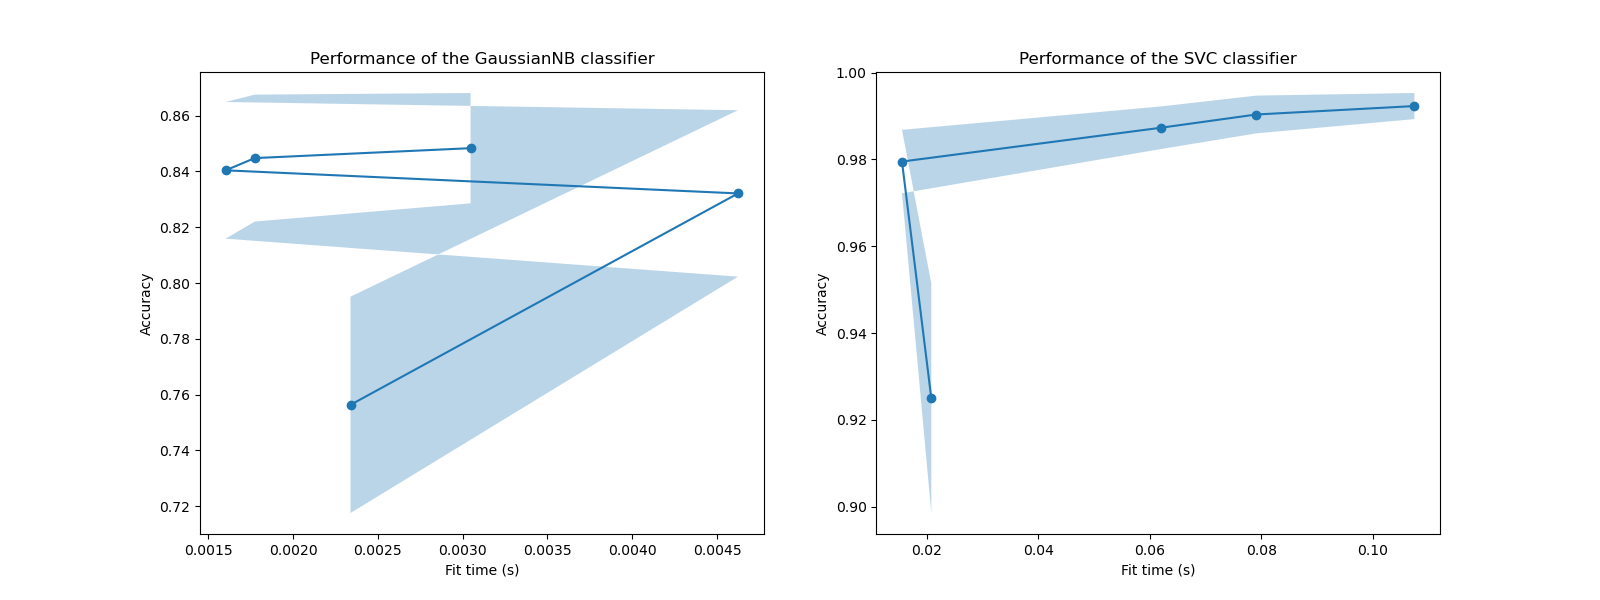 Performance of the GaussianNB classifier
Accuracy
0.86
0.84
0.82
0.80
0.78
0.76
0.74
0.72
0.0015 0.0020 0.0025 0.0030 0.0035 0.0040 0.0045
Fit time (s)
Performance of the SVC classifier
Accuracy
1.00
0.98
0.96
0.94
0.92
0.90
0.02 0.04 0.06 0.08 0.10
Fit time (s)